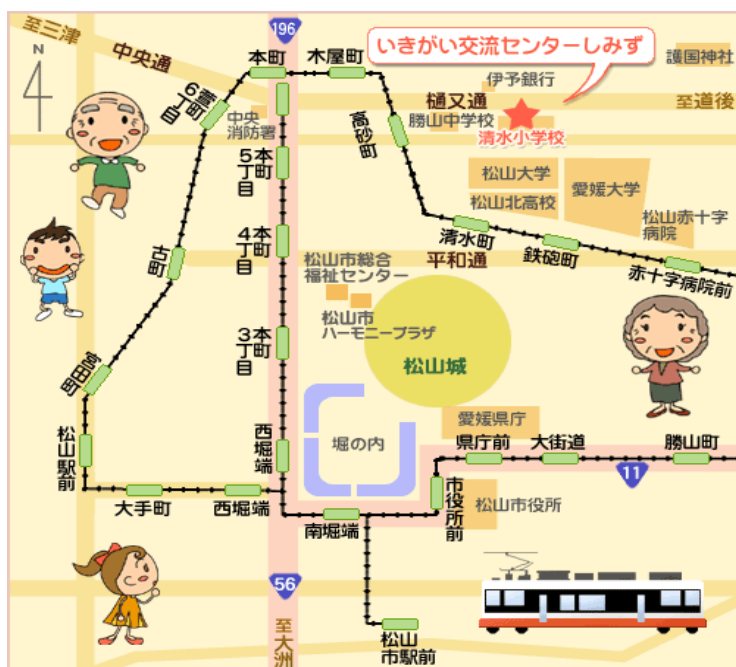 至三津
中央通
196
本町
木屋町
いきがい交流センターしみず
護国神社
伊予銀行
至道後
樋又通
勝山中学校
清水小学校
N
萱町
6丁目
中央
消防署
高砂町
本町
5丁目
松山大学
松山北高校
愛媛大学
松山赤十字
病院
清水町
鉄砲町
赤十字病院前
平和通
本町
4丁目
古町
松山市総合
福祉センター
松山市
ハーモニープラザ
本町
3丁目
松山城
宮田町
松山駅前
西堀端
堀の内
愛媛県庁
県庁前
大街道
勝山町
11
大手町
西堀端
南堀端
市役所前
松山市役所
56
至大洲
松山
市駅前